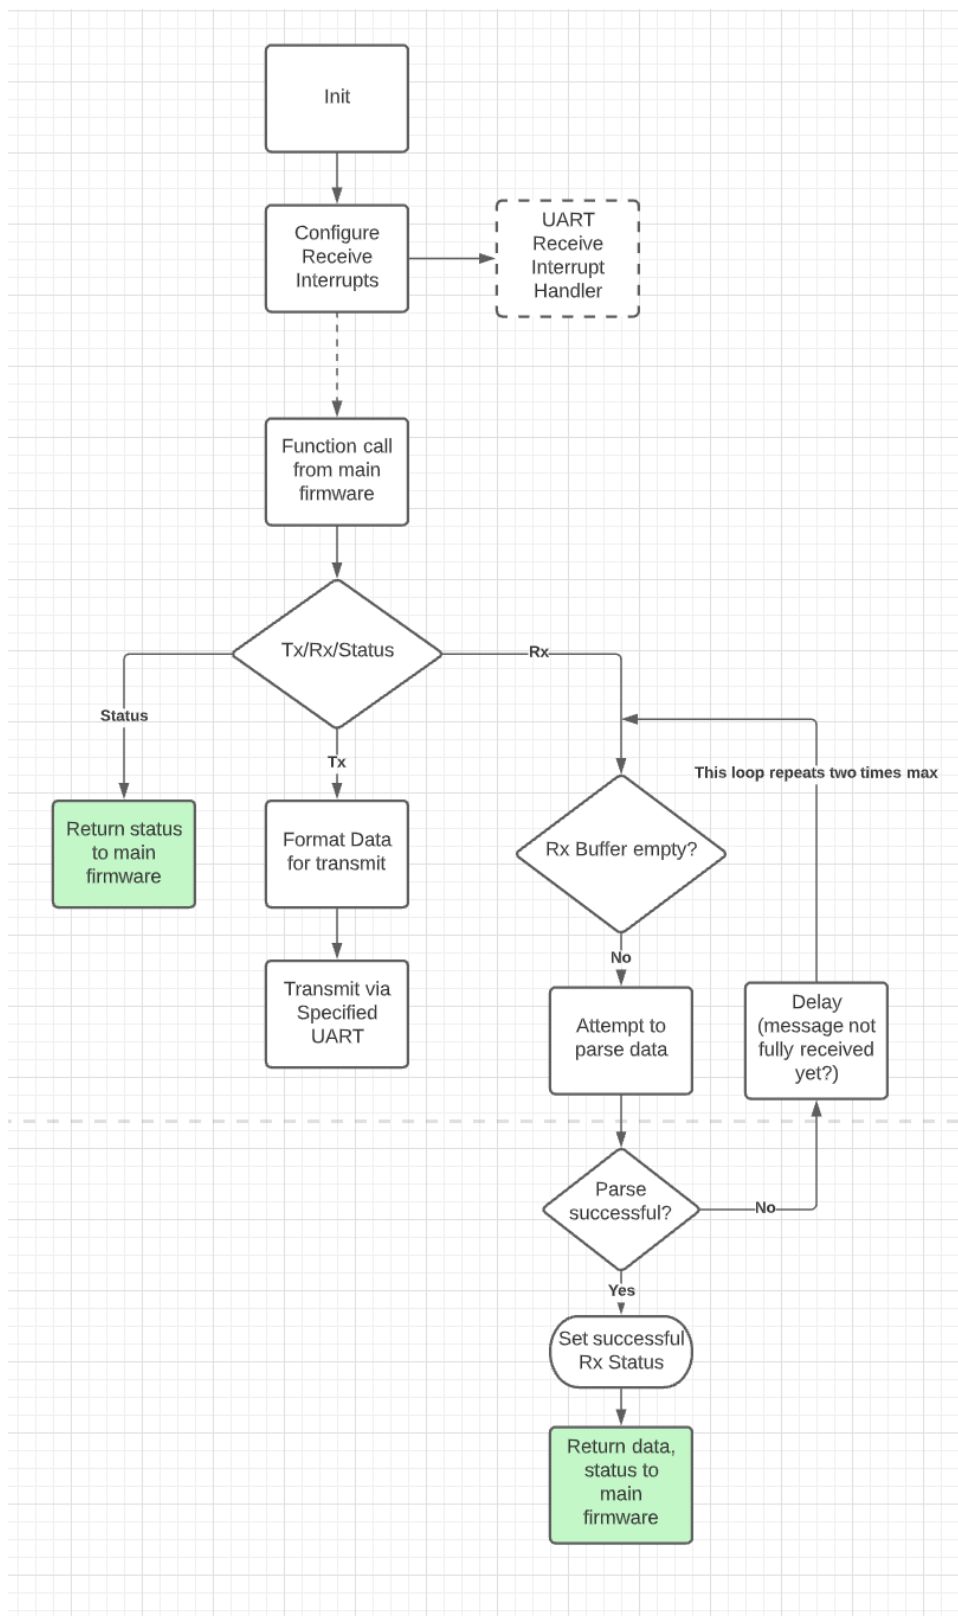 Init
Configure
Receive
Interrupts
UART
Receive
Interrupt
Handler
Function call
from main
firmware
Tx/Rx/Status
Rx
Status
Tx
This loop repeats two times max
Return status
to main
firmware
Format Data
for transmit
Rx Buffer empty?
No
Transmit via
Specified
UART
Attempt to
parse data
Delay
(message not
fully received
yet?)
Parse
successful?
No
Yes
Set successful
Rx Status
Return data,
status to
main
firmware